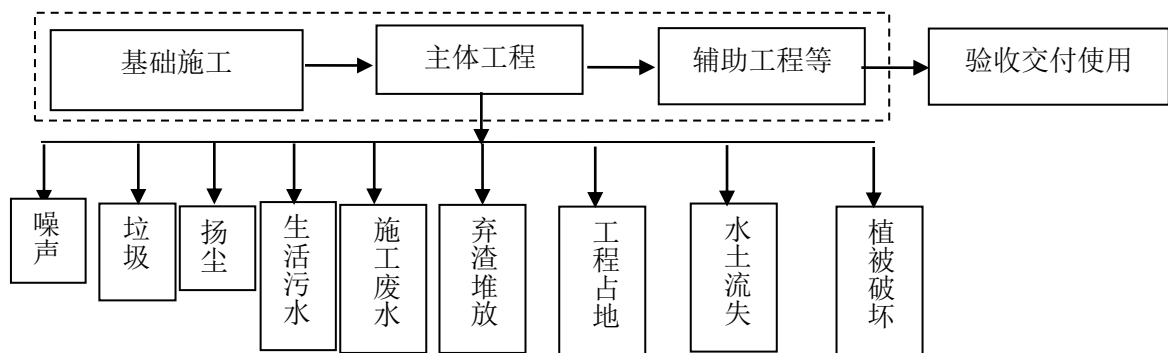 基础施工
主体工程
辅助工程等
验收交付使用
噪声
垃圾
扬尘
生活污水
施工废水
弃渣堆放
工程占地
水土流失
植被破坏